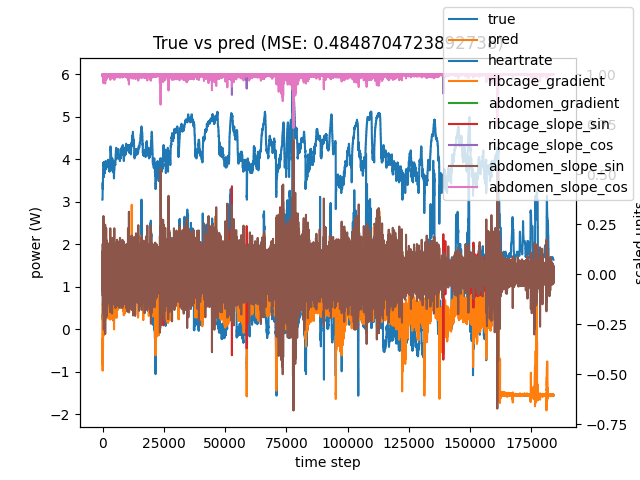 True vs pred (MSE: 0.4848704723892
true
pred
heartrate
ribcage_gradient
abdomen_gradient
ribcage_slope_sin
ribcage_slope_cos
abdomen_slope_sin
abdomen_slope_cos
6
5
4
3
2
1
0
−1
−2
power (W)
1.00
0.75
0.50
0.25
0.00
−0.25
−0.50
−0.75
scaled units
0
25000
50000
75000
100000
125000
150000
175000
time step